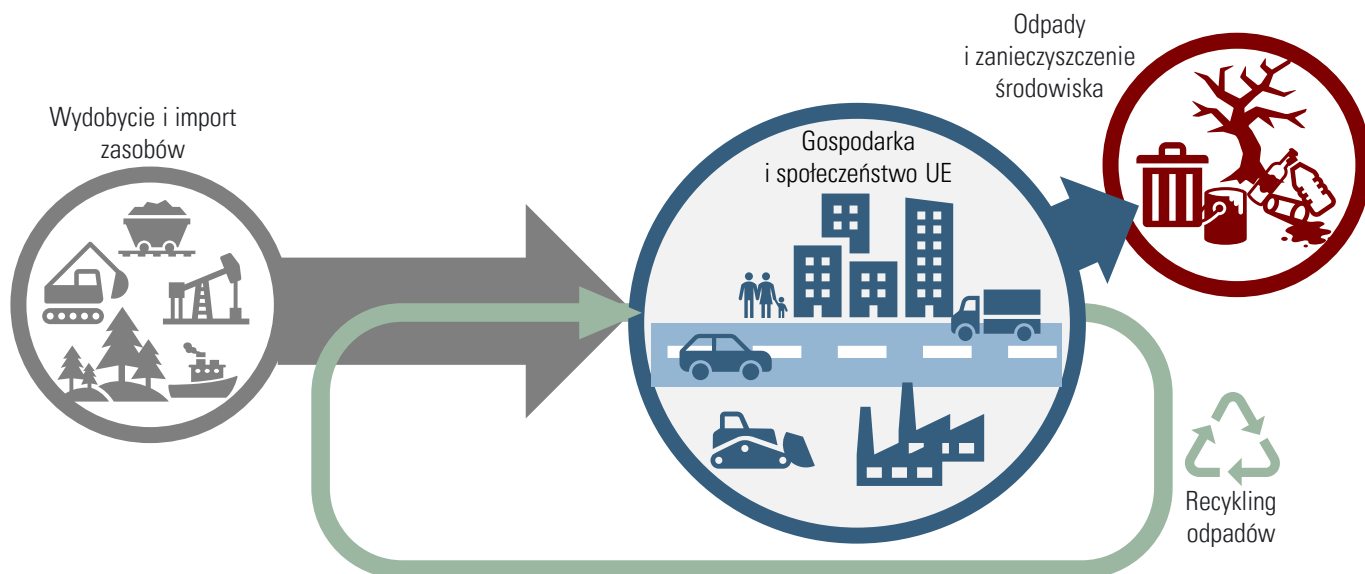 Wydobycie i import
zasobów
Gospodarka
i społeczeństwo UE
Odpady
i zanieczyszczenie
środowiska
Recykling
odpadów